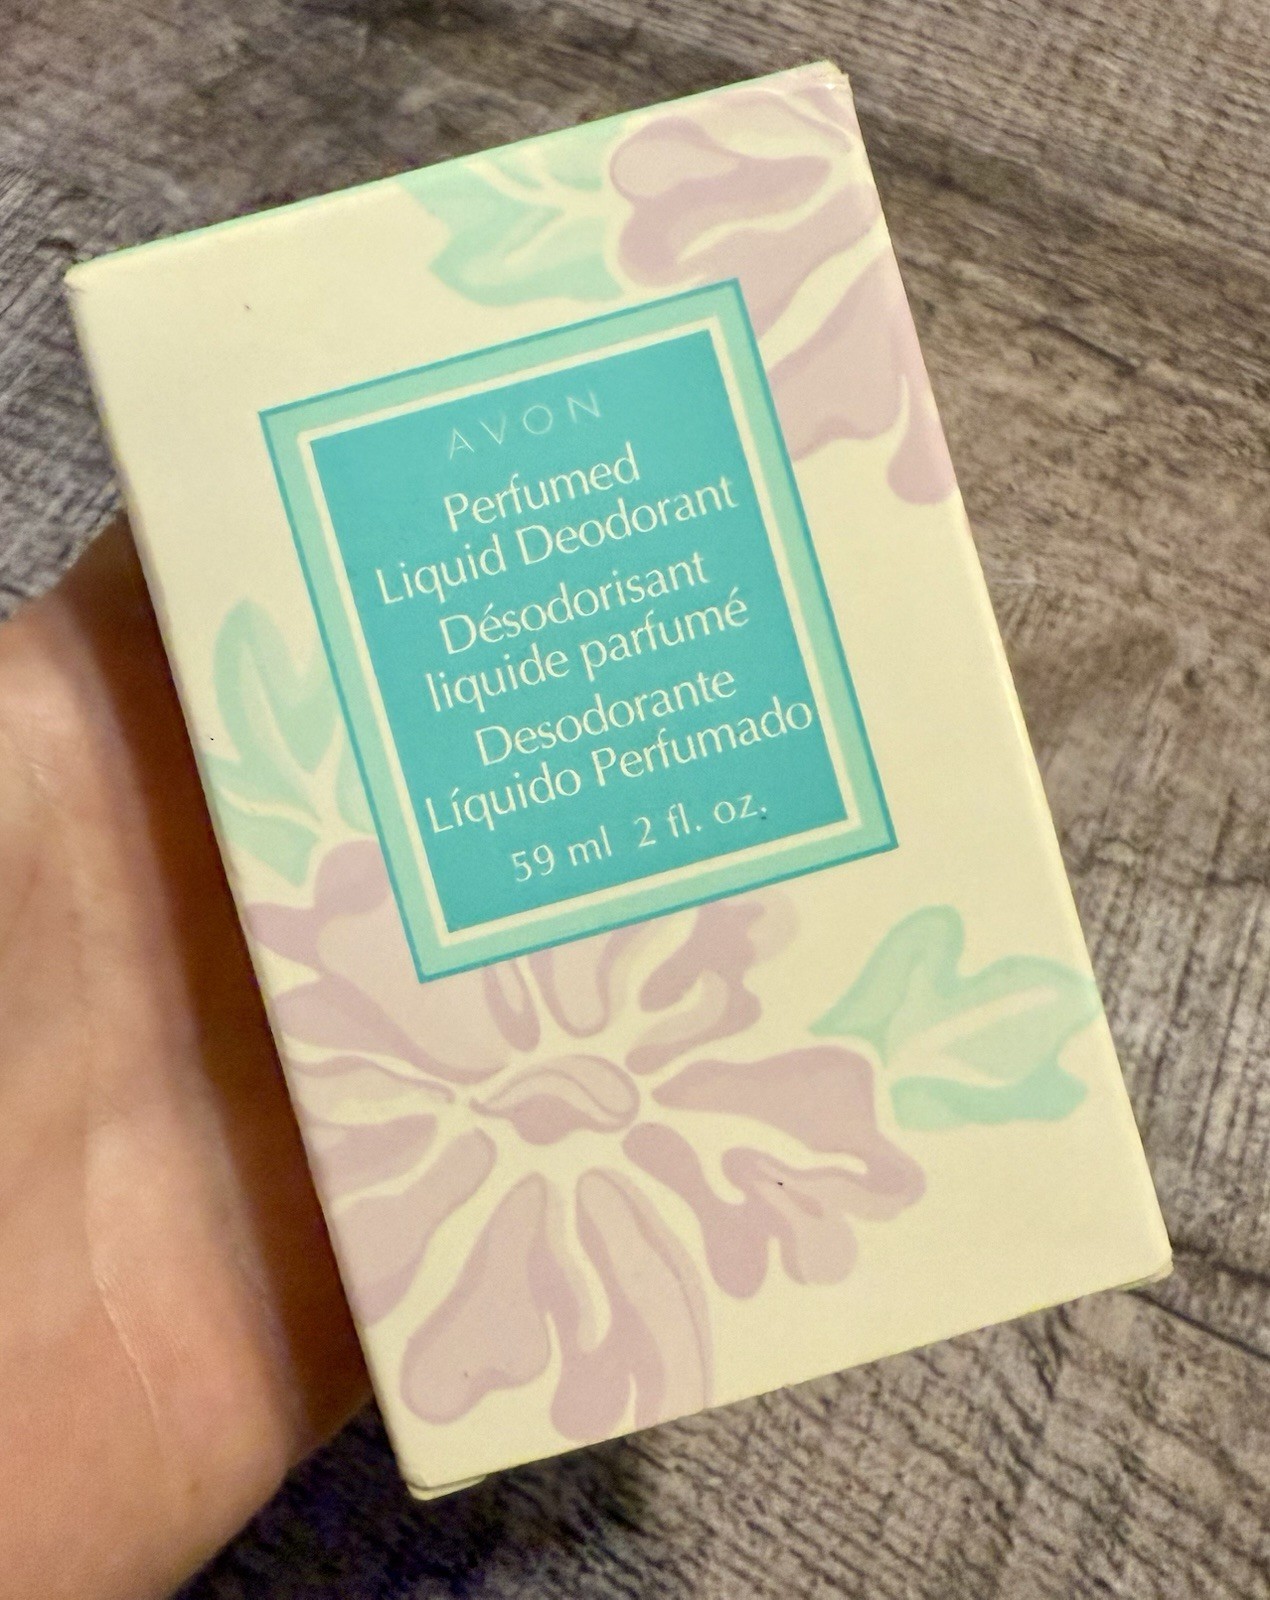 AVON
Perfumed
Liquid Deodorant
Désodorisant
liquide parfumé
Desodorante
Líquido Perfumado
59 ml 2 fl. oz.